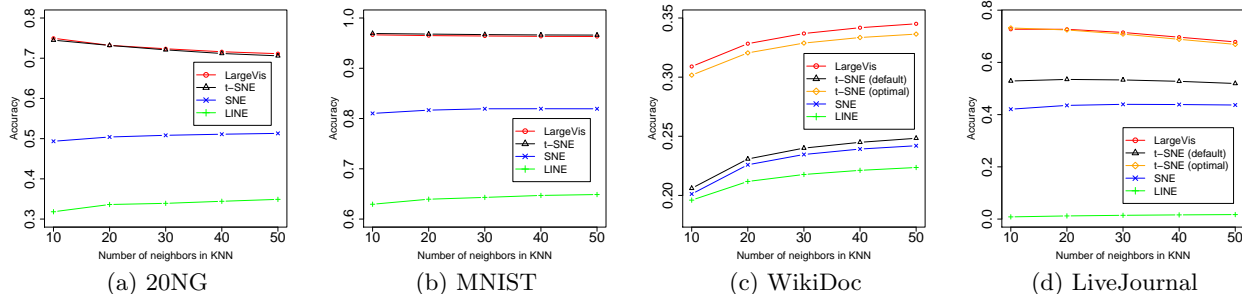 0.8
0.7
0.6
0.5
0.4
0.3
Accuracy
LargeVis
t−SNE
SNE
LINE
10 20 30 40 50
Number of neighbors in KNN
(a) 20NG
1.0
0.9
0.8
0.7
0.6
Accuracy
LargeVis
t−SNE
SNE
LINE
10 20 30 40 50
Number of neighbors in KNN
(b) MNIST
0.35
0.30
0.25
0.20
Accuracy
LargeVis
t−SNE (default)
t−SNE (optimal)
SNE
LINE
10 20 30 40 50
Number of neighbors in KNN
(c) WikiDoc
0.8
0.6
0.4
0.2
0.0
Accuracy
LargeVis
t−SNE (default)
t−SNE (optimal)
SNE
LINE
10 20 30 40 50
Number of neighbors in KNN
(d) LiveJournal